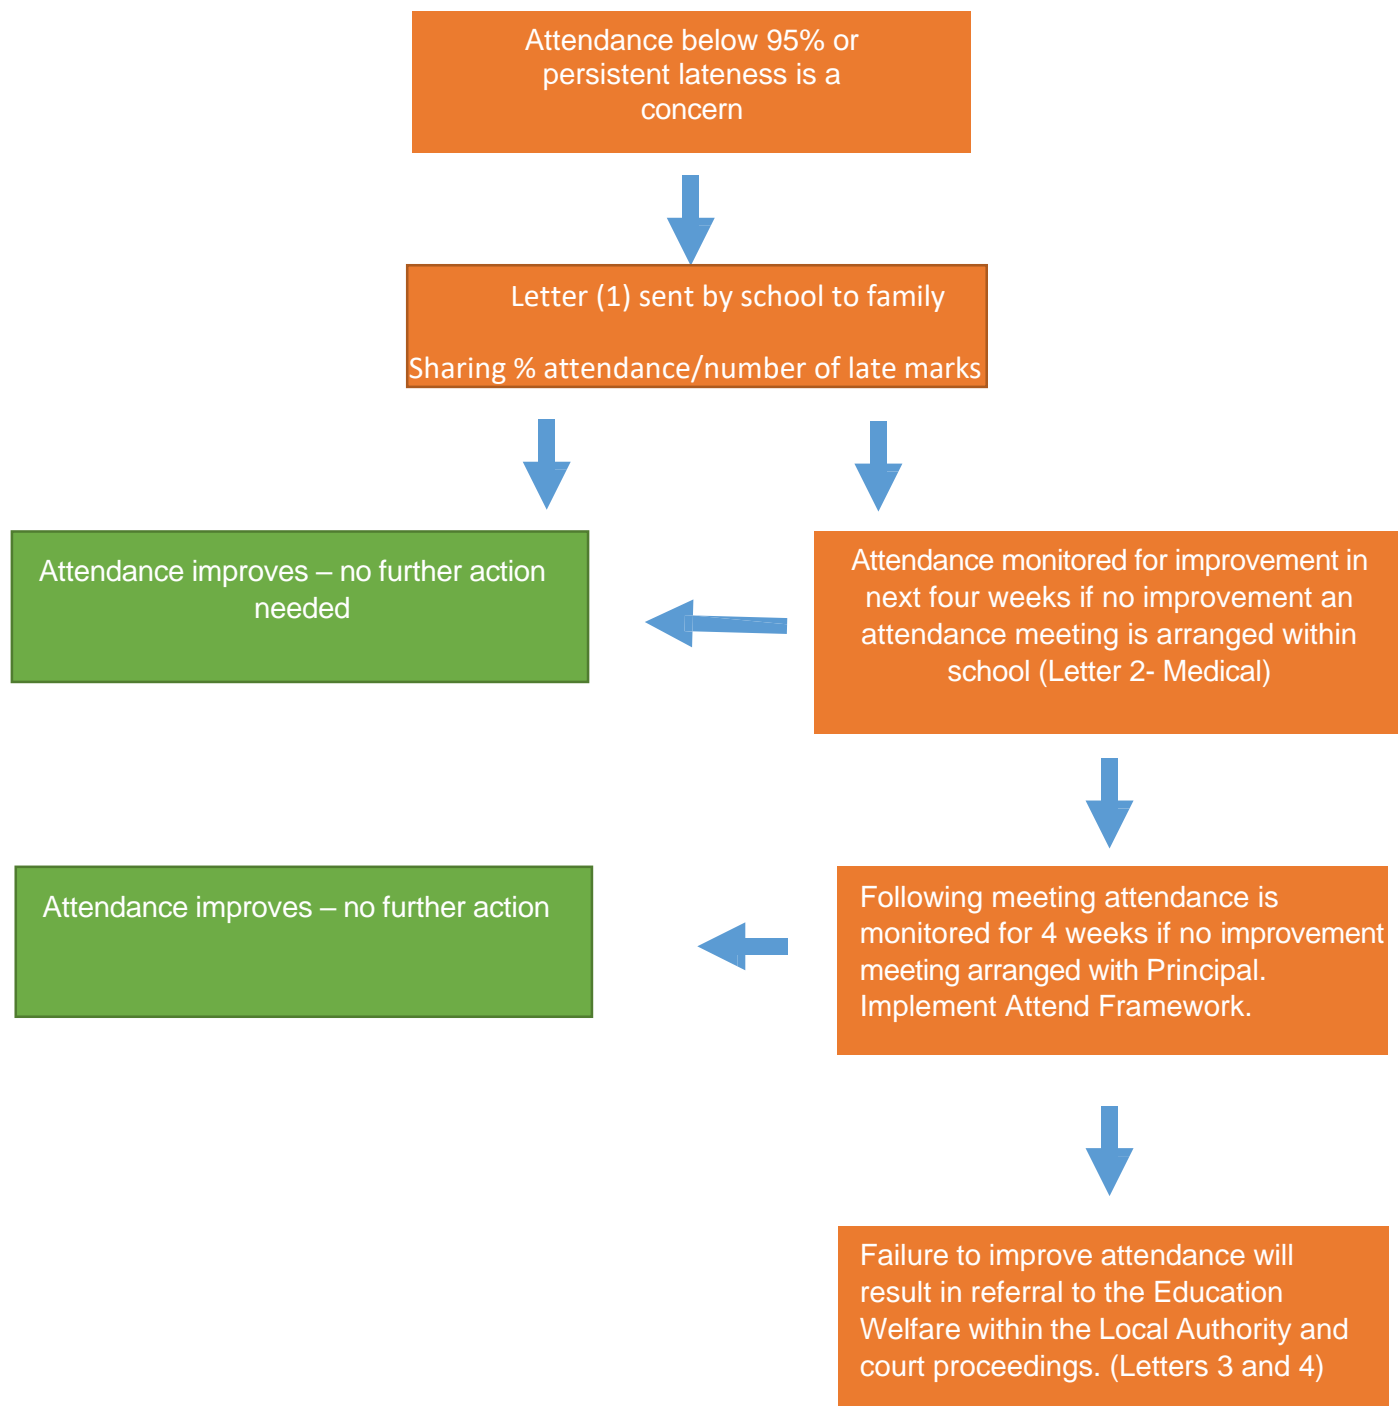 Attendance below 95% or
persistent lateness is a
concern
Letter (1) sent by school to family
Sharing % attendance/number of late marks
Attendance improves – no further action
needed
Attendance monitored for improvement in
next four weeks if no improvement an
attendance meeting is arranged within
school (Letter 2- Medical)
Attendance improves – no further action
Following meeting attendance is
monitored for 4 weeks if no improvement
meeting arranged with Principal.
Implement Attend Framework.
Failure to improve attendance will
result in referral to the Education
Welfare within the Local Authority and
court proceedings. (Letters 3 and 4)